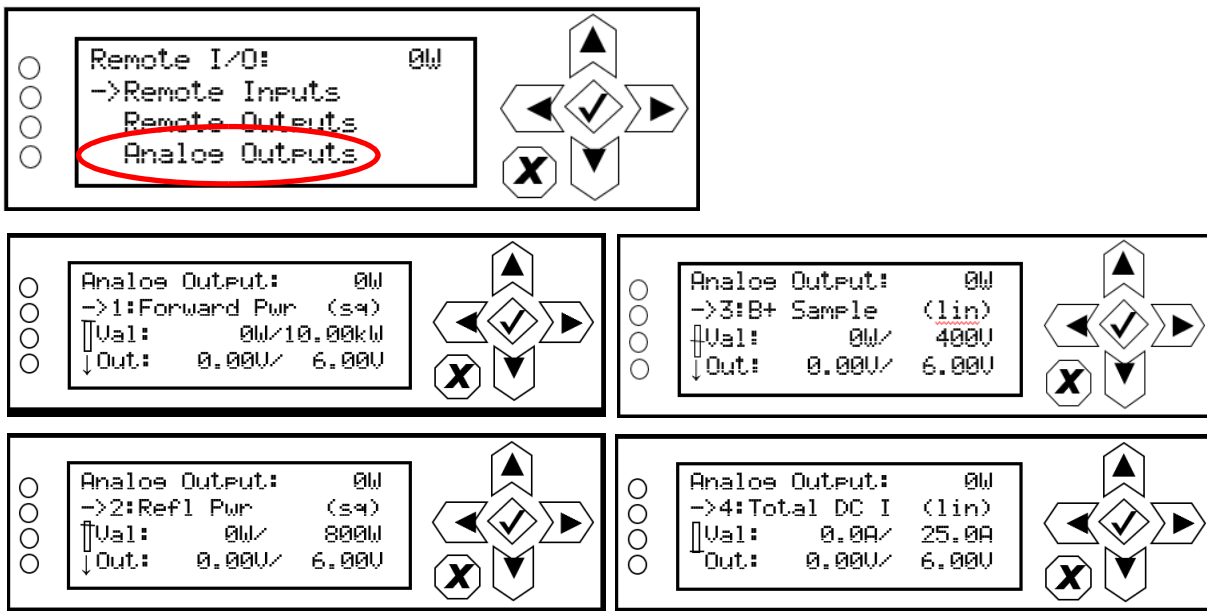 Remote I/O: 0W
->Remote Inputs
Remote Outputs
Analog Outputs
X
Analog Output: 0W
->1:Forward Pwr (sq)
Val: 0W/10.00kW
↓Out: 0.00V/ 6.00V
X
Analog Output: 0W
->3:B+ Sample (lin)
Val: 0W/ 400V
↓Out: 0.00V/ 6.00V
X
Analog Output: 0W
->2:Refl Pwr (sq)
Val: 0W/ 800W
↓Out: 0.00V/ 6.00V
X
Analog Output: 0W
->4:Total DC I (lin)
Val: 0.0A/ 25.0A
Out: 0.00V/ 6.00V
X